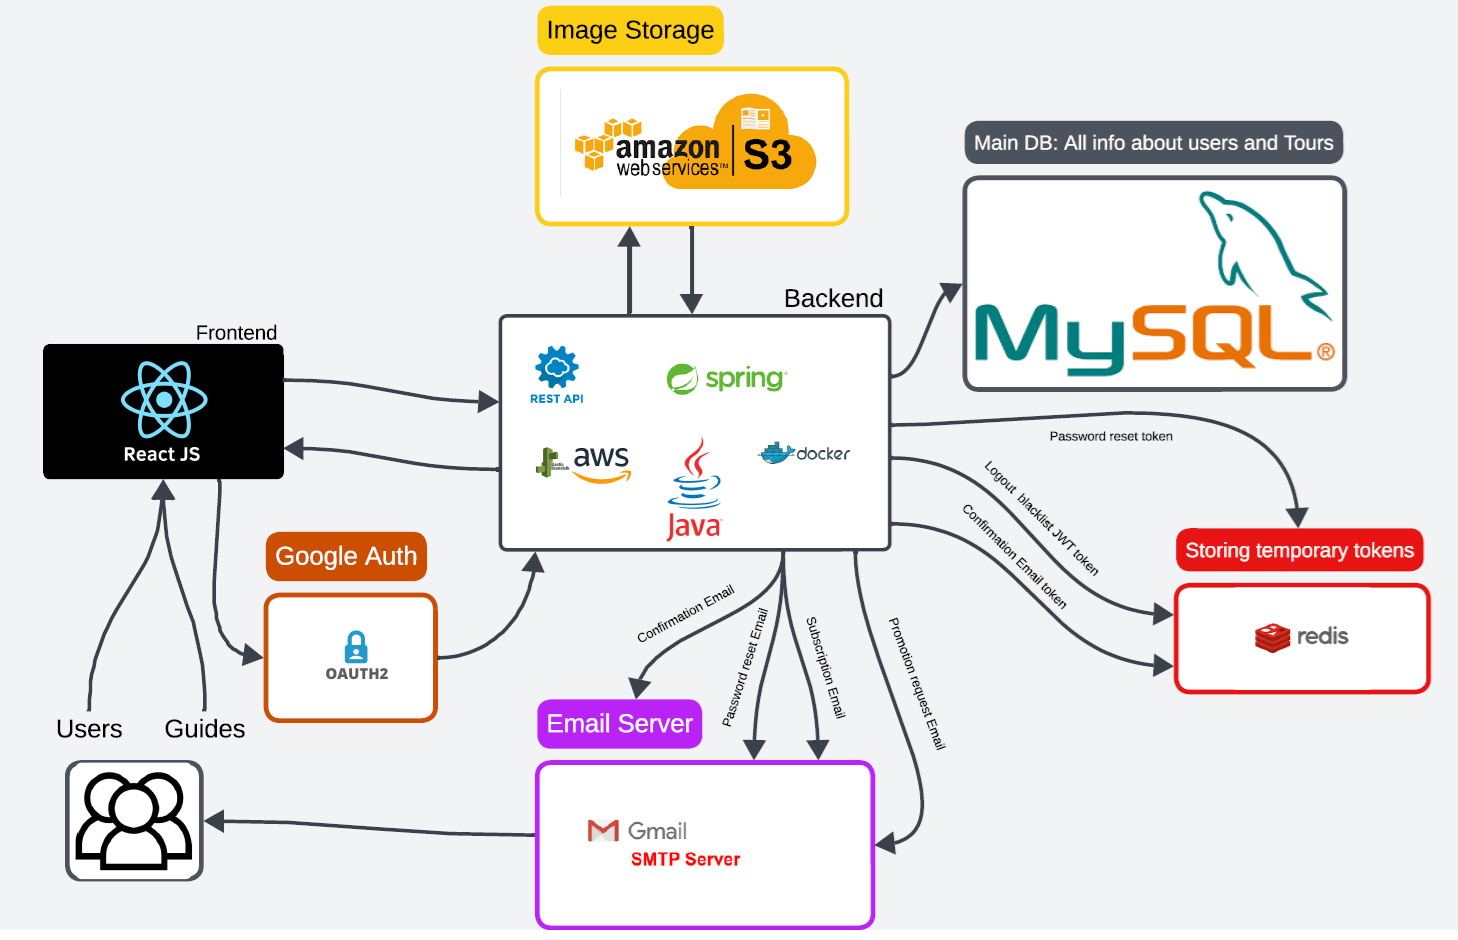 Image Storage
amazon
web services™
S3
Main DB: All info about users and Tours
MySQL®
Backend
Frontend
React JS
REST API
spring®
aws
Java™
docker
Password reset token
Logout blacklist JWT token
Confirmation Email token
Storing temporary tokens
redis
Google Auth
OAUTH2
Confirmation Email
Password reset Email
Subscription Email
Promotion request Email
Users
Guides
Email Server
Gmail
SMTP Server